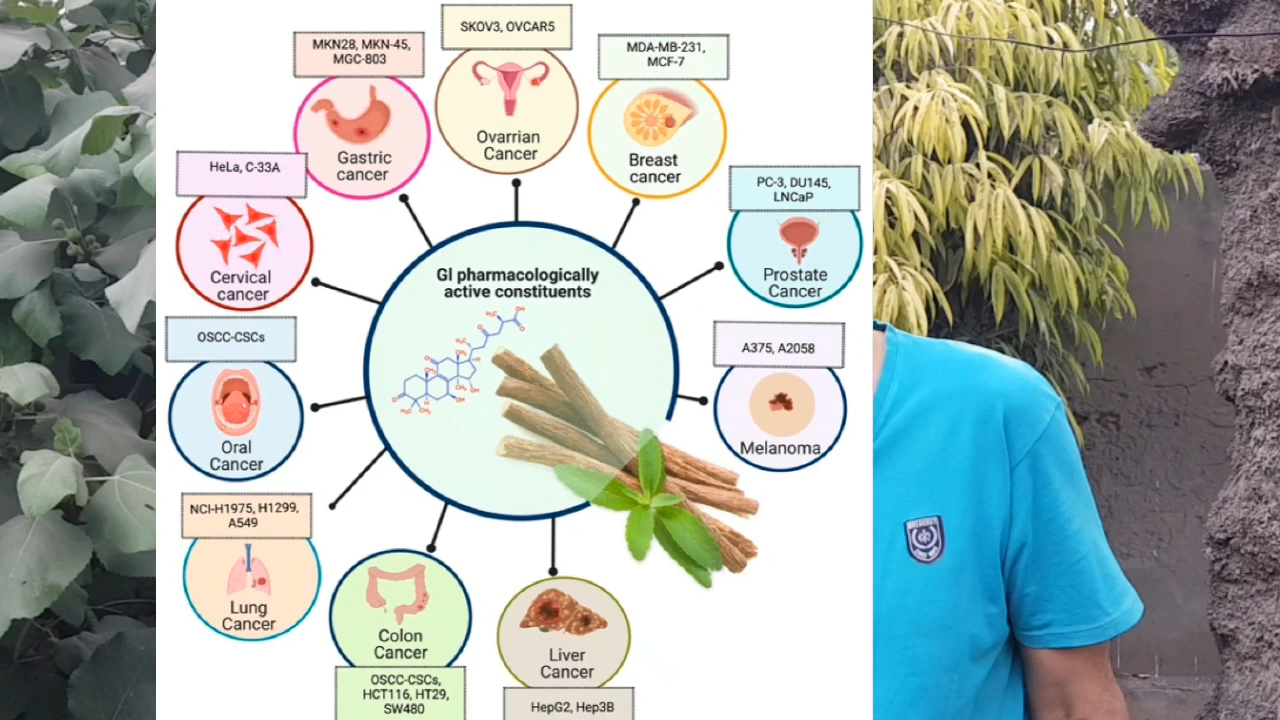 SKOV3, OVCAR5
Ovarrian
Cancer
MKN28, MKN-45,
MGC-803
Gastric
cancer
MDA-MB-231,
MCF-7
Breast
cancer
HeLa, C-33A
Cervical
cancer
PC-3, DU145,
LNCaP
Prostate
Cancer
GI pharmacologically
active constituents
OSCC-CSCs
Oral
Cancer
A375, A2058
Melanoma
NCI-H1975, H1299,
A549
Lung
Cancer
Colon
Cancer
OSCC-CSCs,
HCT116, HT29,
SW480
Liver
Cancer
HepG2, Hep3B